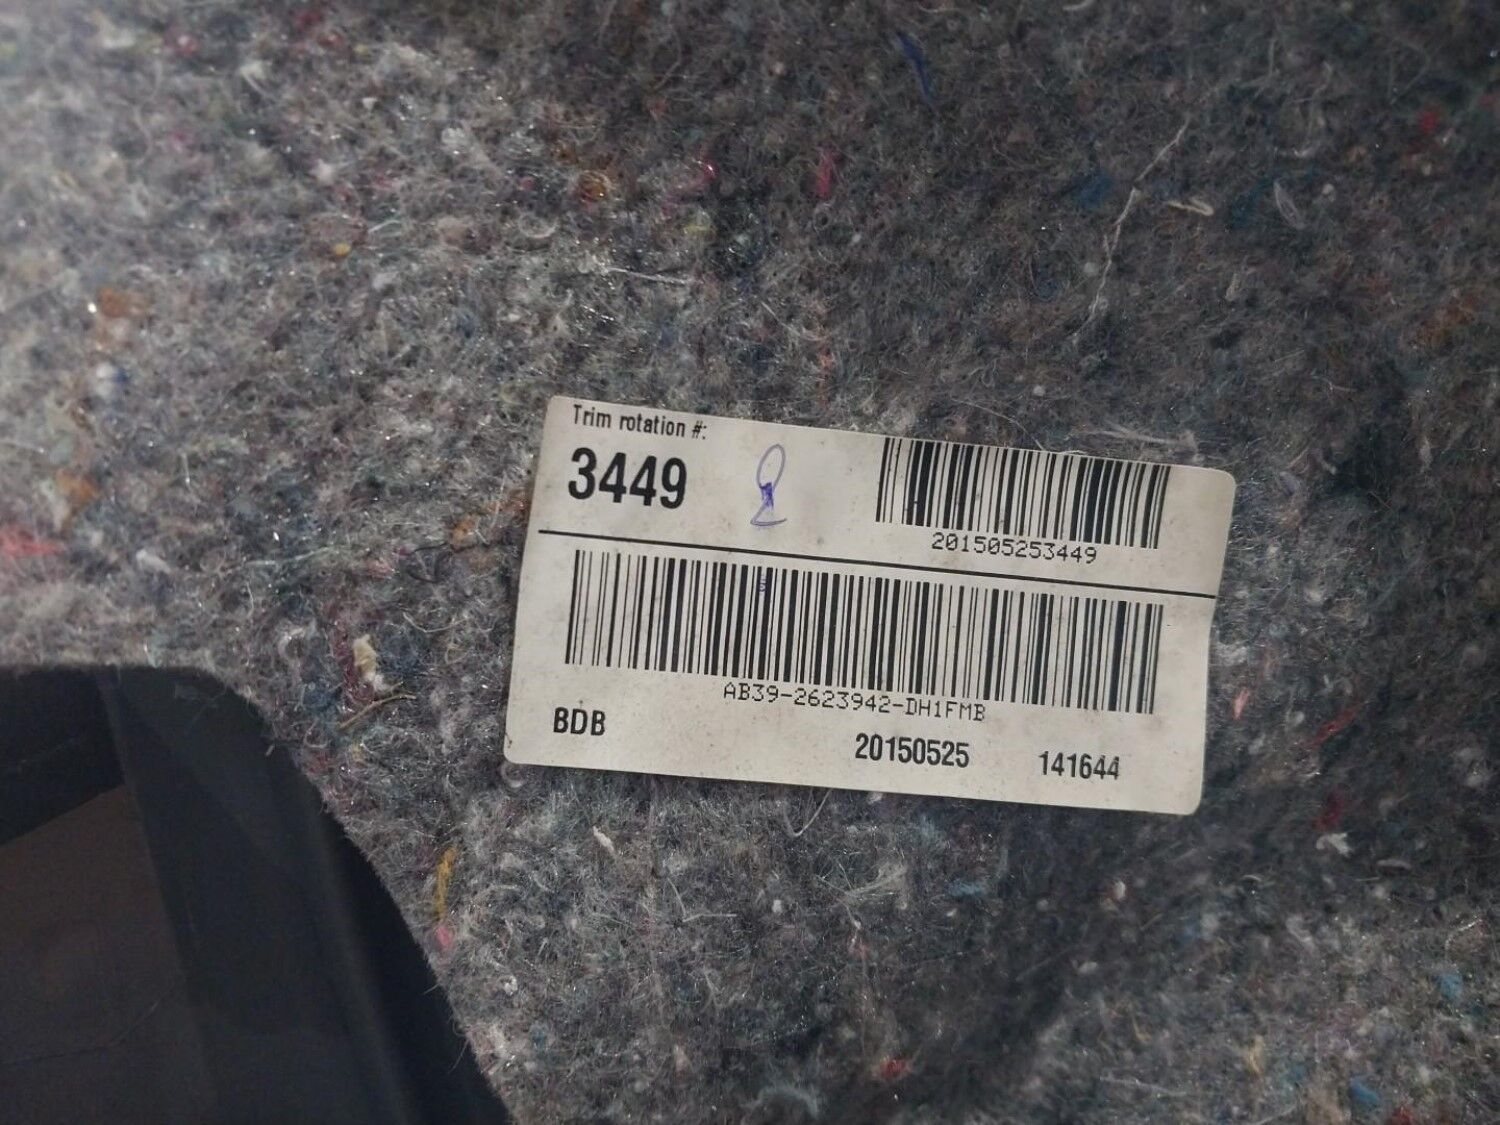 Trim rotation #:
3449
201505253449
AB39-2623942-DH1FMB
BDB
20150525 141644